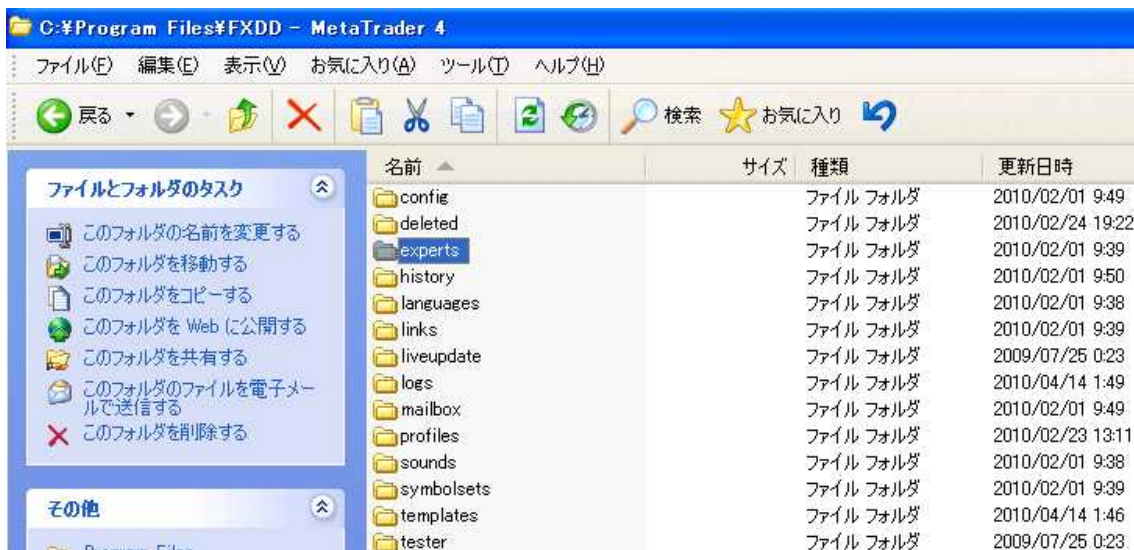 C:¥Program Files¥FXDD - MetaTrader 4
ファイル(F) 編集(E) 表示(V) お気に入り(A) ツール(T) ヘルプ(H)
戻る 検索 お気に入り
ファイルとフォルダのタスク
このフォルダの名前を変更する
このフォルダを移動する
このフォルダをコピーする
このフォルダを Web に公開する
このフォルダを共有する
このフォルダのファイルを電子メー
ルで送信する
このフォルダを削除する
その他
Program Files
名前 サイズ 種類 更新日時
config ファイル フォルダ 2010/02/01 9:49
deleted ファイル フォルダ 2010/02/24 19:22
experts ファイル フォルダ 2010/02/01 9:39
history ファイル フォルダ 2010/02/01 9:50
languages ファイル フォルダ 2010/02/01 9:38
links ファイル フォルダ 2010/02/01 9:39
liveupdate ファイル フォルダ 2009/07/25 0:23
logs ファイル フォルダ 2010/04/14 1:49
mailbox ファイル フォルダ 2010/02/01 9:49
profiles ファイル フォルダ 2010/02/23 13:11
sounds ファイル フォルダ 2010/02/01 9:38
symbolsets ファイル フォルダ 2010/02/01 9:39
templates ファイル フォルダ 2010/04/14 1:46
tester ファイル フォルダ 2009/07/25 0:23